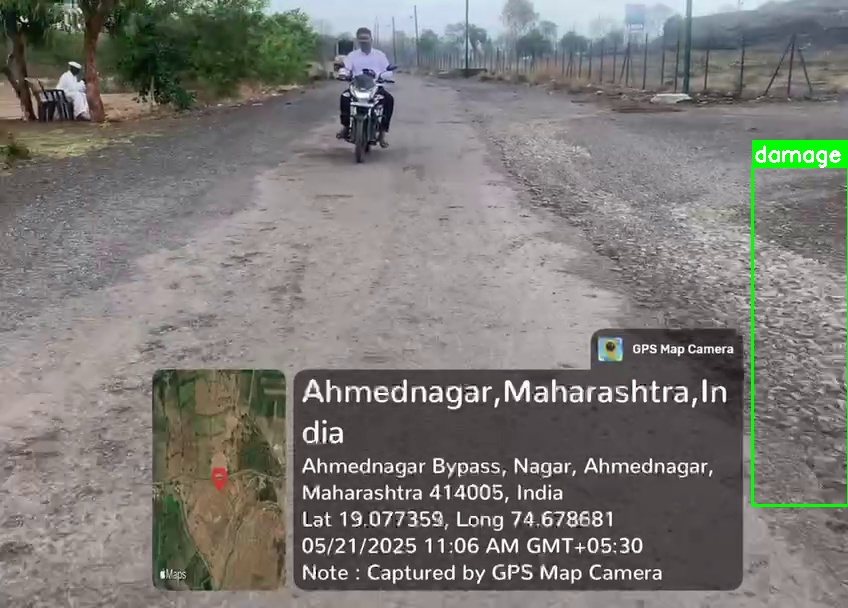 damage
GPS Map Camera
Ahmednagar,Maharashtra,In
dia
Ahmednagar Bypass, Nagar, Ahmednagar,
Maharashtra 414005, India
Lat 19.077359, Long 74.678681
05/21/2025 11:06 AM GMT+05:30
Note : Captured by GPS Map Camera
Maps